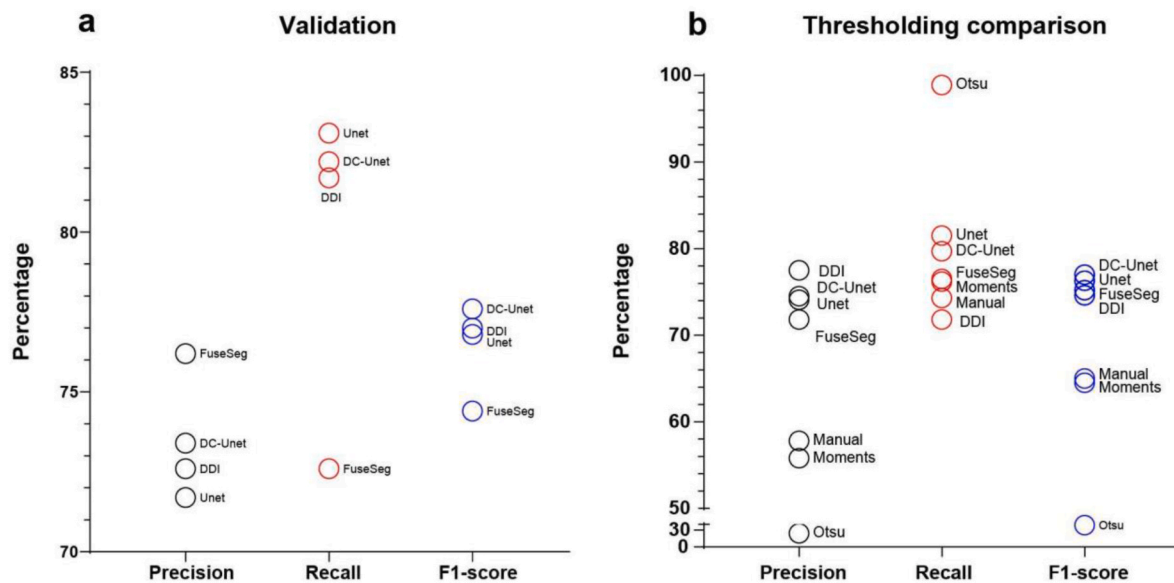 a
Validation
Percentage
85
80
75
70
Unet
DC-Unet
DDI
FuseSeg
DC-Unet
DDI
Unet
FuseSeg
DC-Unet
DDI
Unet
FuseSeg
Precision
Recall
F1-score
b
Thresholding comparison
Percentage
100
90
80
70
60
50
30
0
Otsu
Unet
DC-Unet
FuseSeg
Moments
Manual
DDI
DDI
DC-Unet
Unet
FuseSeg
Manual
Moments
Otsu
DC-Unet
Unet
FuseSeg
DDI
Manual
Moments
Otsu
Precision
Recall
F1-score